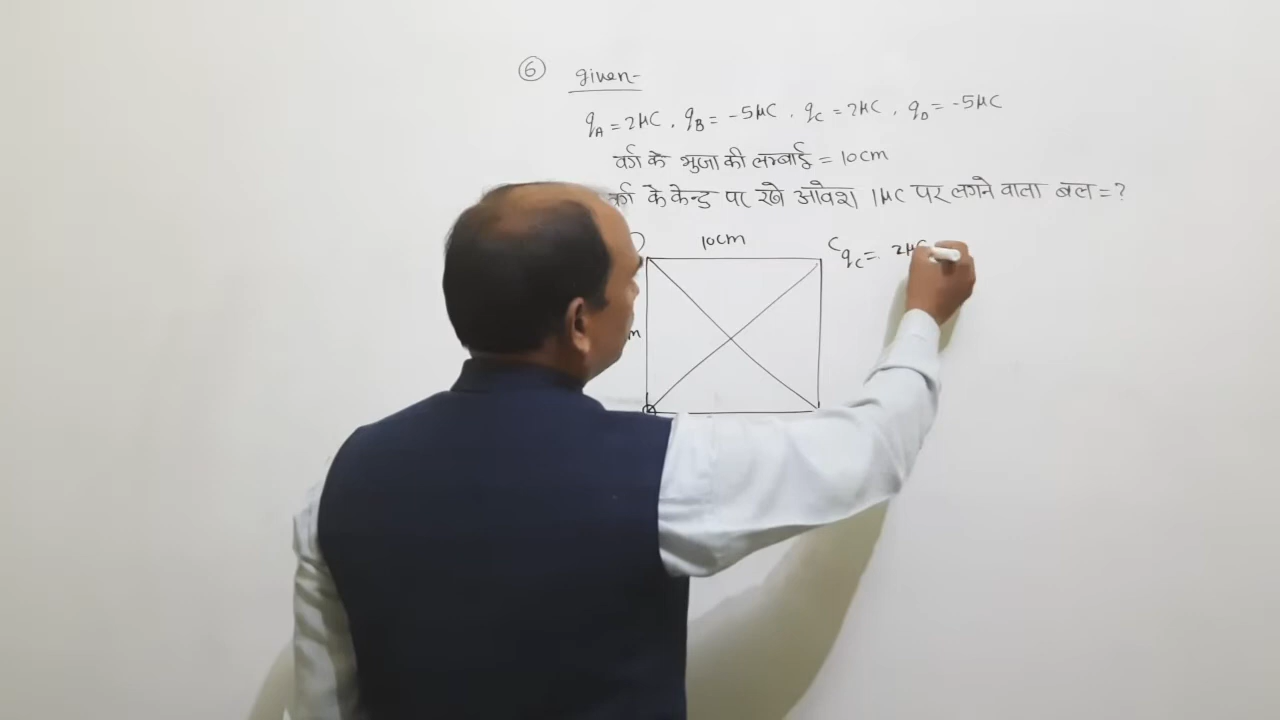 ⑥ given-
qA = 2μC, qB = -5μC, qC = 2μC, qD = -5μC
वर्ग के भुजा की लम्बाई = 10cm
वर्ग के केन्द्र पर रखे आवेश 1μC पर लगने वाला बल = ?
10cm
C qC = 2μC
m